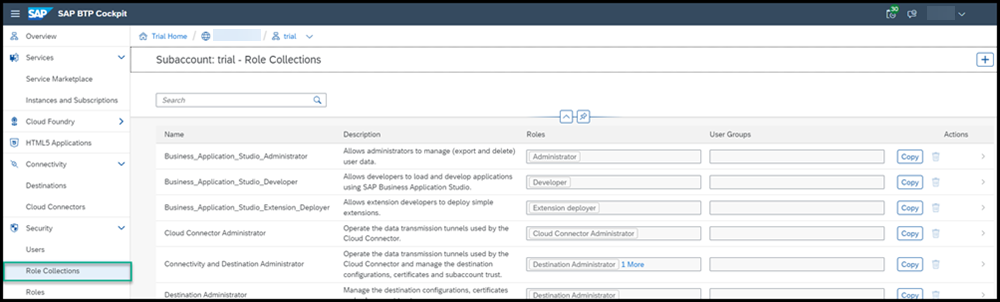 SAP SAP BTP Cockpit 30
Overview
Services
Service Marketplace
Instances and Subscriptions
Cloud Foundry
HTML5 Applications
Connectivity
Destinations
Cloud Connectors
Security
Users
Role Collections
Roles
Trial Home / / trial
Subaccount: trial - Role Collections
Search
Name Description Roles User Groups Actions
Business_Application_Studio_Administrator Allows administrators to manage (export and delete) Administrator Copy
user data.
Business_Application_Studio_Developer Allows developers to load and develop applications Developer Copy
using SAP Business Application Studio.
Business_Application_Studio_Extension_Deployer Allows extension developers to deploy simple Extension deployer Copy
extensions.
Cloud Connector Administrator Operate the data transmission tunnels used by the Cloud Connector Administrator Copy
Cloud Connector.
Operate the data transmission tunnels used by the
Connectivity and Destination Administrator Cloud Connector and manage the destination Destination Administrator 1 More Copy
configurations, certificates and subaccount trust.
Destination Administrator Manage the destination configurations, certificates Destination Administrator Copy